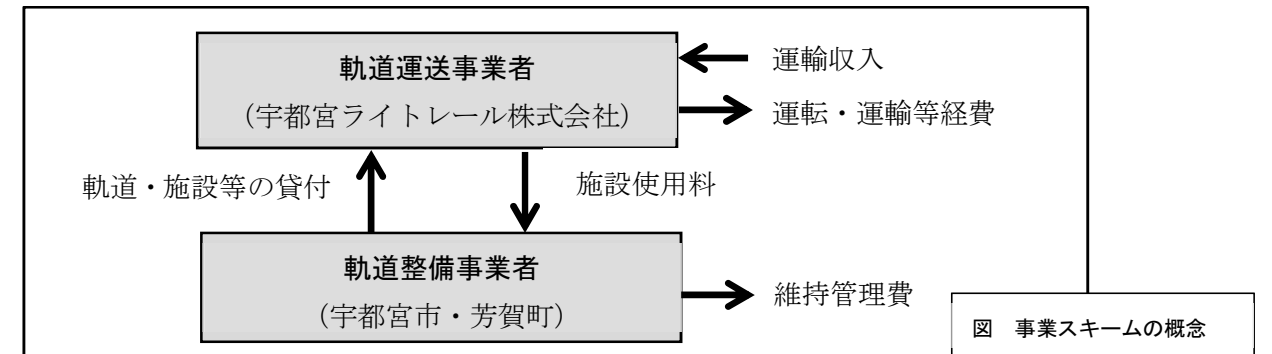 軌道運送事業者
(宇都宮ライトレール株式会社)
運輸収入
運転・運輸等経費
軌道・施設等の貸付
施設使用料
軌道整備事業者
(宇都宮市・芳賀町)
維持管理費
図　事業スキームの概念